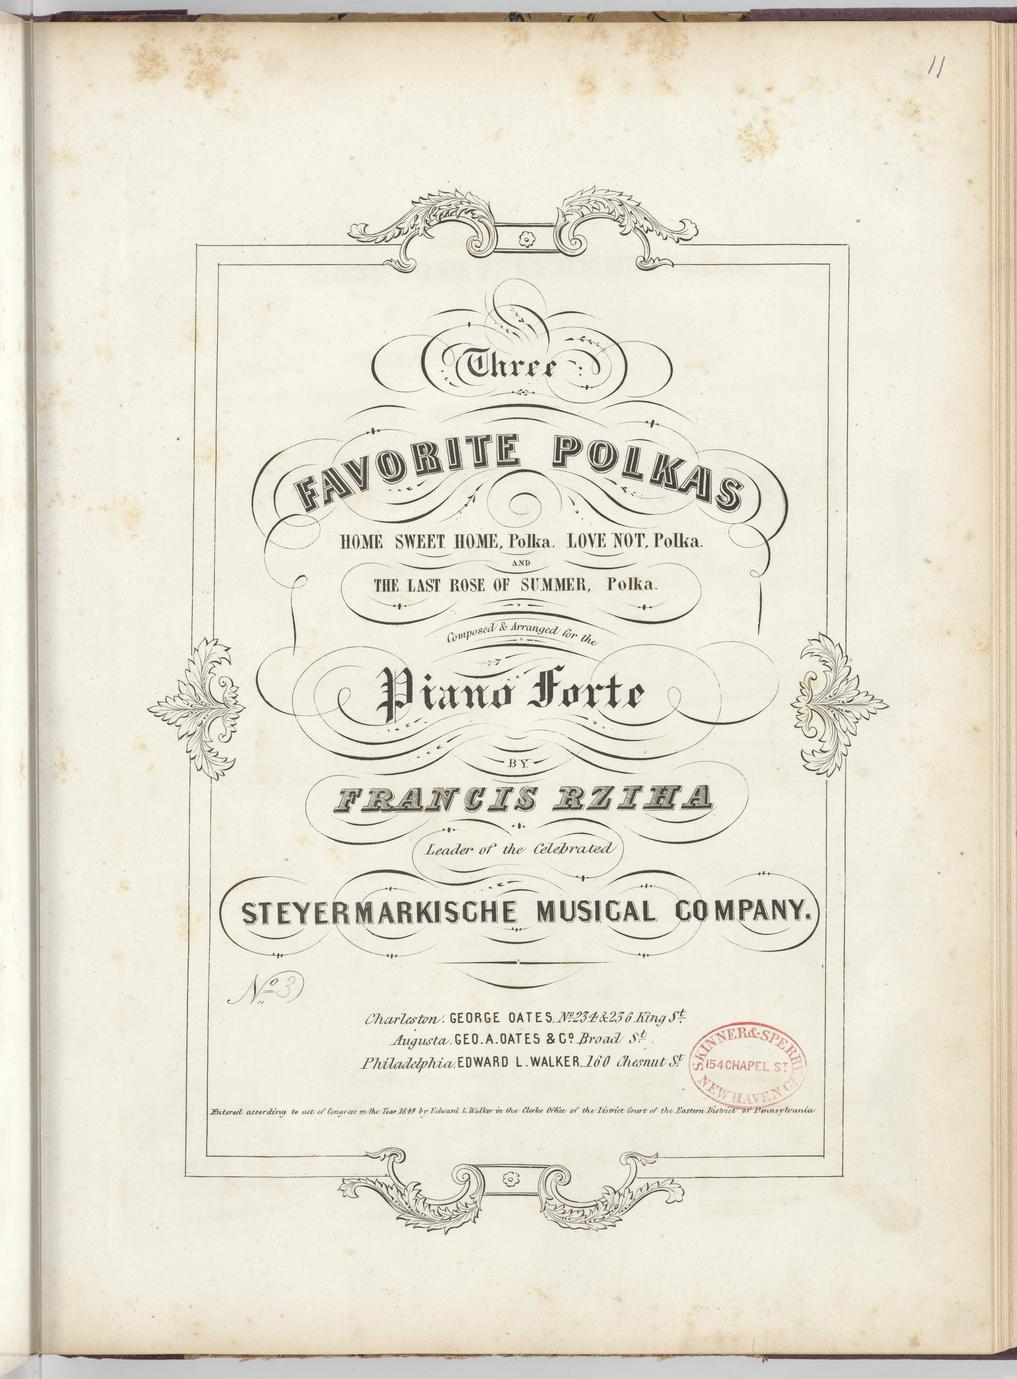 11
Three
FAVORITE POLKAS
HOME SWEET HOME, Polka. LOVE NOT, Polka.
AND
THE LAST ROSE OF SUMMER, Polka.
Composed & Arranged for the
Piano Forte
BY
FRANCIS RZIHA
Leader of the Celebrated
STEYERMARKISCHE MUSICAL COMPANY.
No 3
Charleston. GEORGE OATES. No 234 & 236 King St.
Augusta. GEO. A. OATES & Co. Broad St.
Philadelphia EDWARD L. WALKER. 160 Chesnut St.
SKINNER & SPERRY
154 CHAPEL ST.
NEW HAVEN CT
Entered according to act of Congress in the Year 1849 by Edward L. Walker in the Clerks Office of the District Court of the Eastern District of Pennsylvania